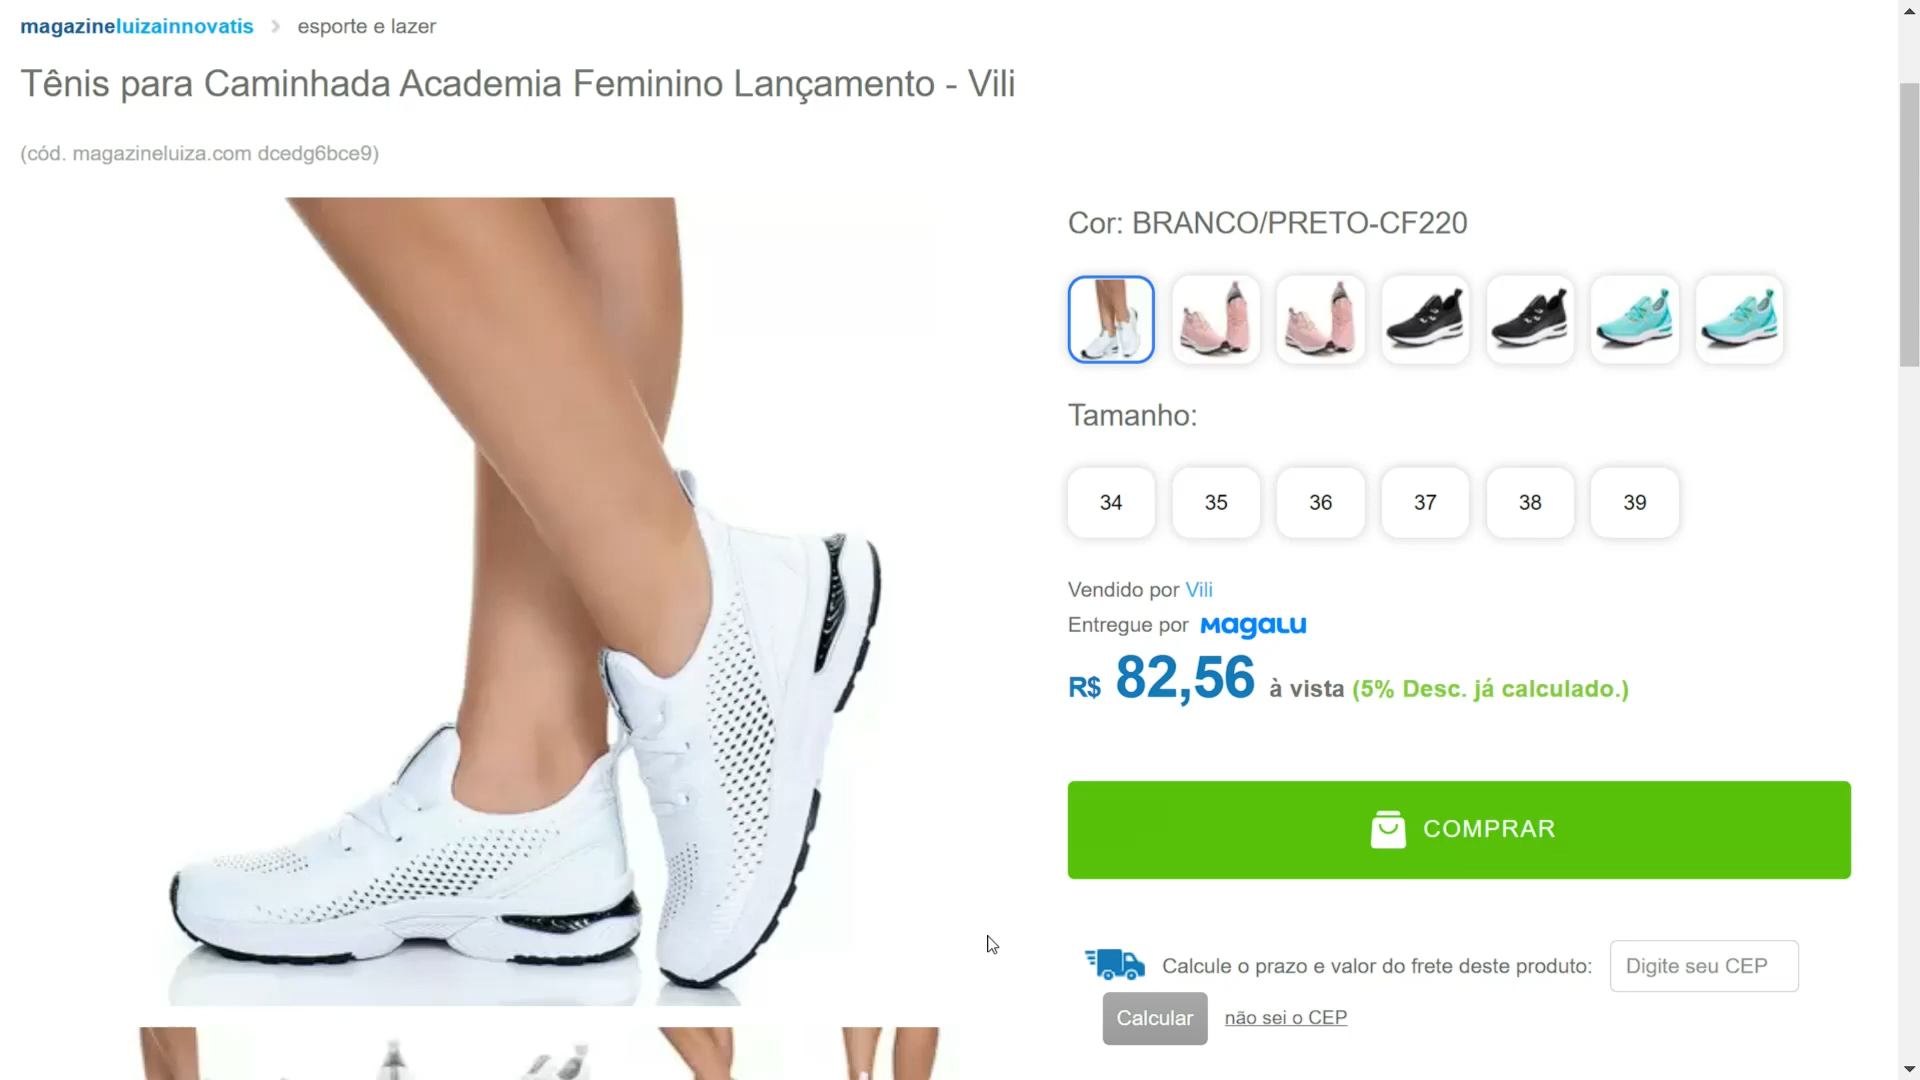 magazineluizainnovatis > esporte e lazer
Tênis para Caminhada Academia Feminino Lançamento - Vili
(cód. magazineluiza.com dcedg6bce9)
Cor: BRANCO/PRETO-CF220
Tamanho:
34 35 36 37 38 39
Vendido por Vili
Entregue por Magalu
R$ 82,56 à vista (5% Desc. já calculado.)
COMPRAR
Calcule o prazo e valor do frete deste produto: Digite seu CEP
Calcular não sei o CEP